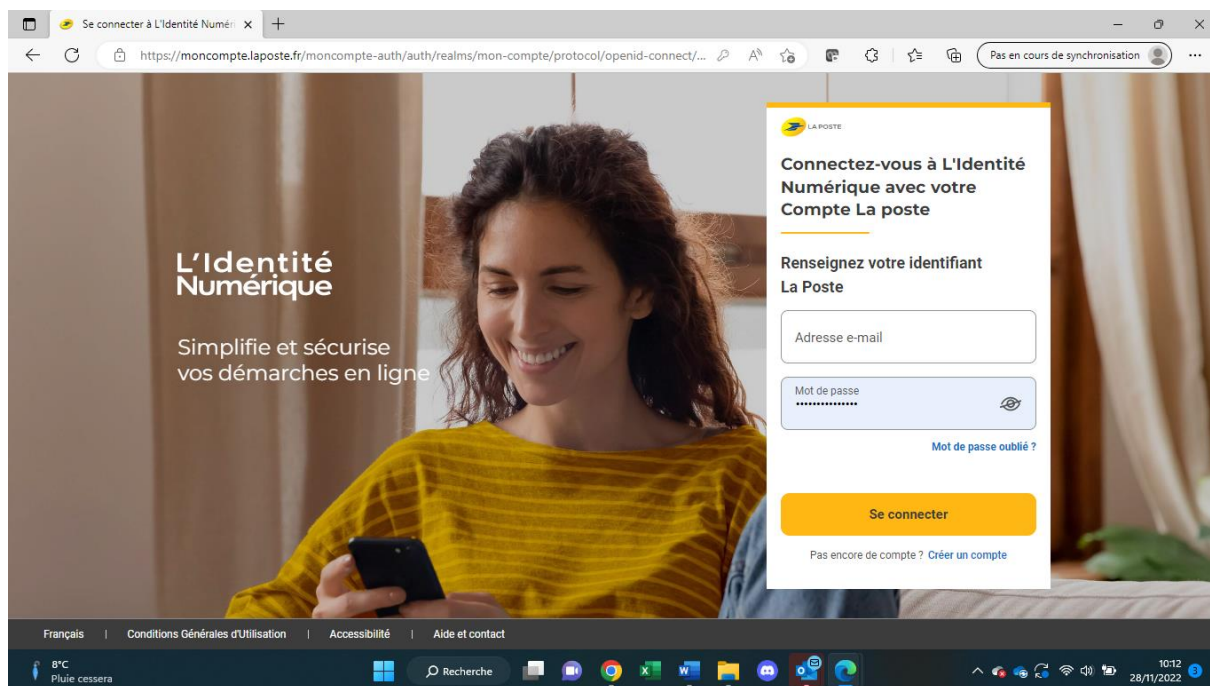 Se connecter à L'Identité Numéri
https://moncompte.laposte.fr/moncompte-auth/auth/realms/mon-compte/protocol/openid-connect/...
Pas en cours de synchronisation
LA POSTE
Connectez-vous à L'Identité
Numérique avec votre
Compte La poste
L'Identité
Numérique
Simplifie et sécurise
vos démarches en ligne
Renseignez votre identifiant
La Poste
Adresse e-mail
Mot de passe
•••••••••••••••
Mot de passe oublié ?
Se connecter
Pas encore de compte ? Créer un compte
Français | Conditions Générales d'Utilisation | Accessibilité | Aide et contact
8°C
Pluie cessera
Recherche
10:12
28/11/2022
3